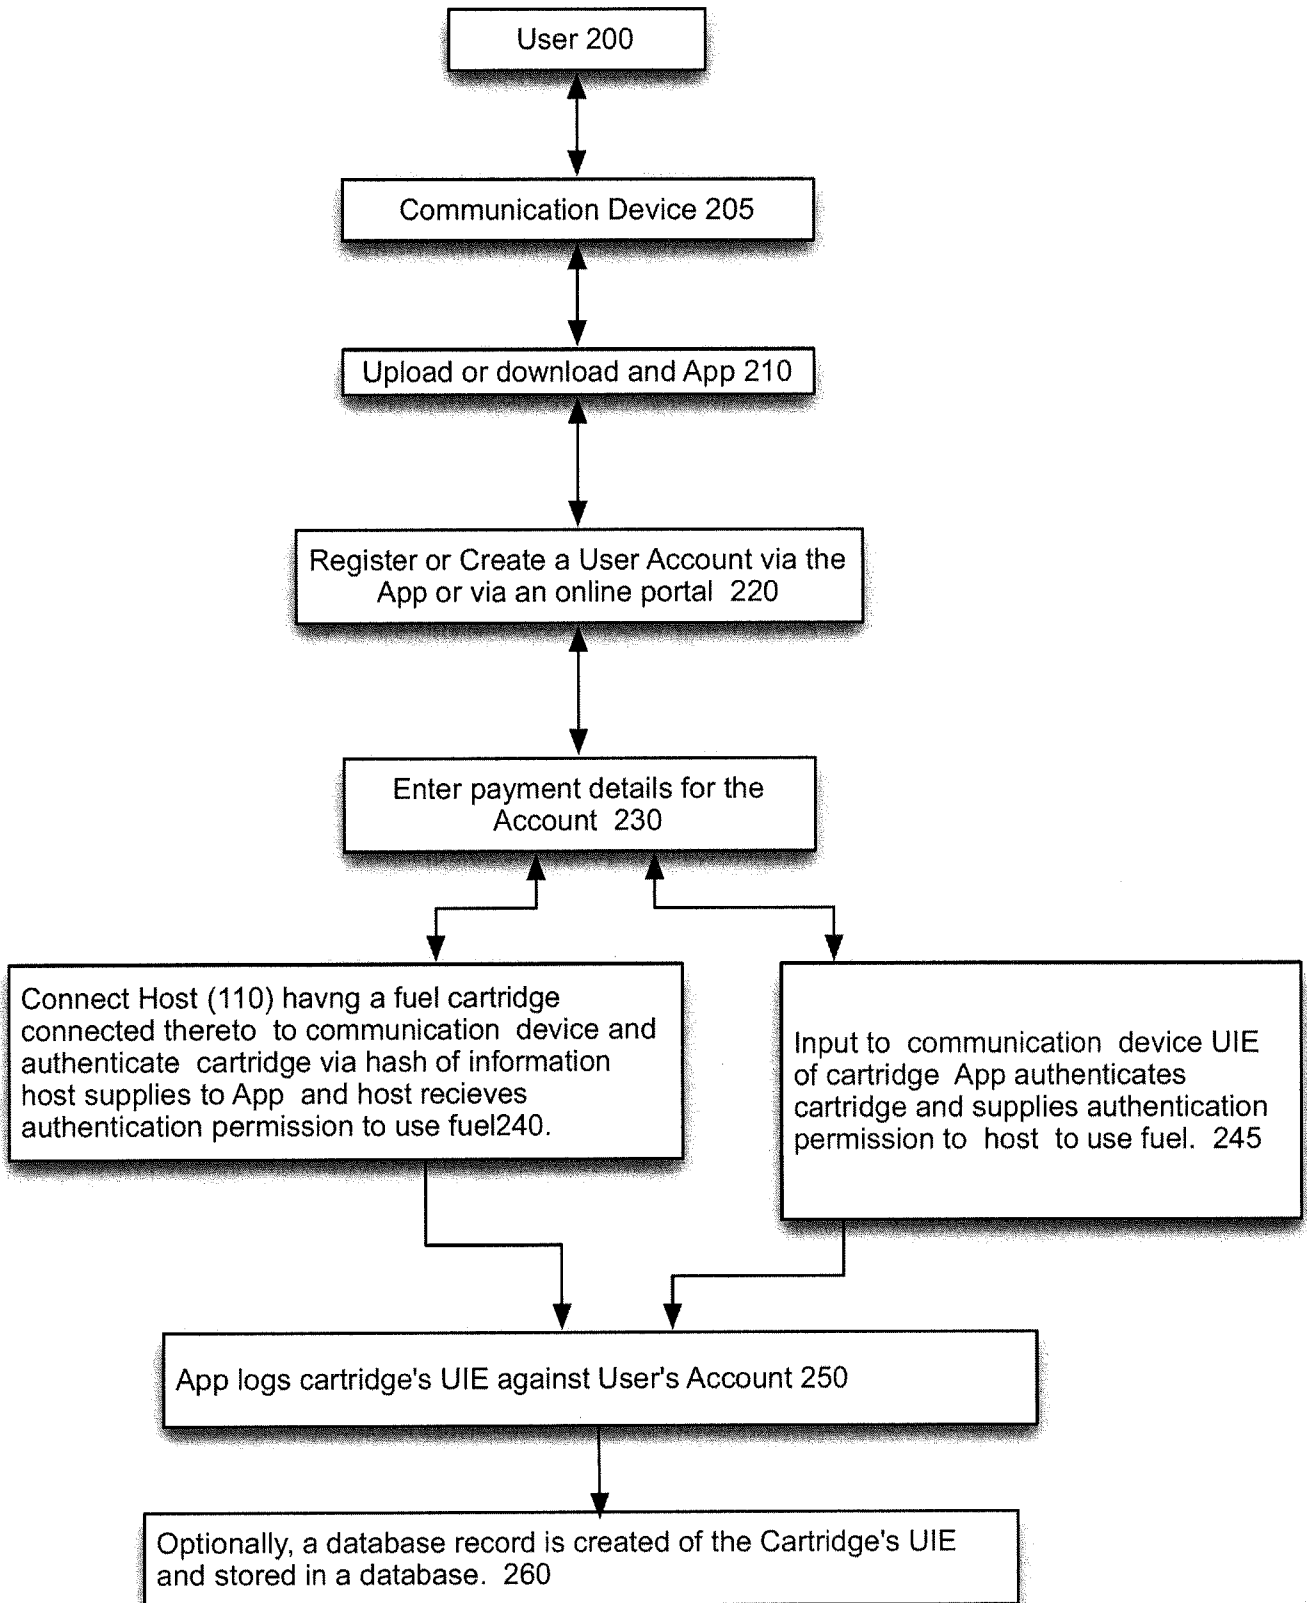 User 200
Communication Device 205
Upload or download and App 210
Register or Create a User Account via the
App or via an online portal 220
Enter payment details for the
Account 230
Connect Host (110) havng a fuel cartridge
connected thereto to communication device and
authenticate cartridge via hash of information
host supplies to App and host recieves
authentication permission to use fuel240.
Input to communication device UIE
of cartridge App authenticates
cartridge and supplies authentication
permission to host to use fuel. 245
App logs cartridge's UIE against User's Account 250
Optionally, a database record is created of the Cartridge's UIE
and stored in a database. 260